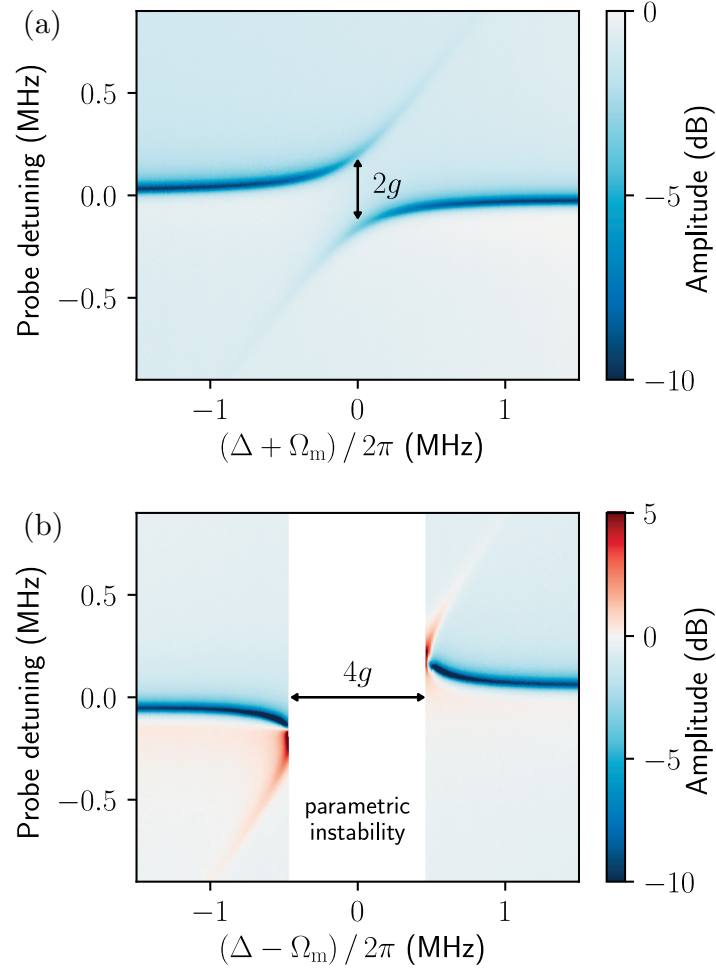 (a)
Probe detuning (MHz)
0.5
0.0
−0.5
2g
−1
0
1
(Δ + Ωm) / 2π (MHz)
0
−5
−10
Amplitude (dB)
(b)
Probe detuning (MHz)
0.5
0.0
−0.5
4g
parametric
instability
−1
0
1
(Δ − Ωm) / 2π (MHz)
5
0
−5
−10
Amplitude (dB)